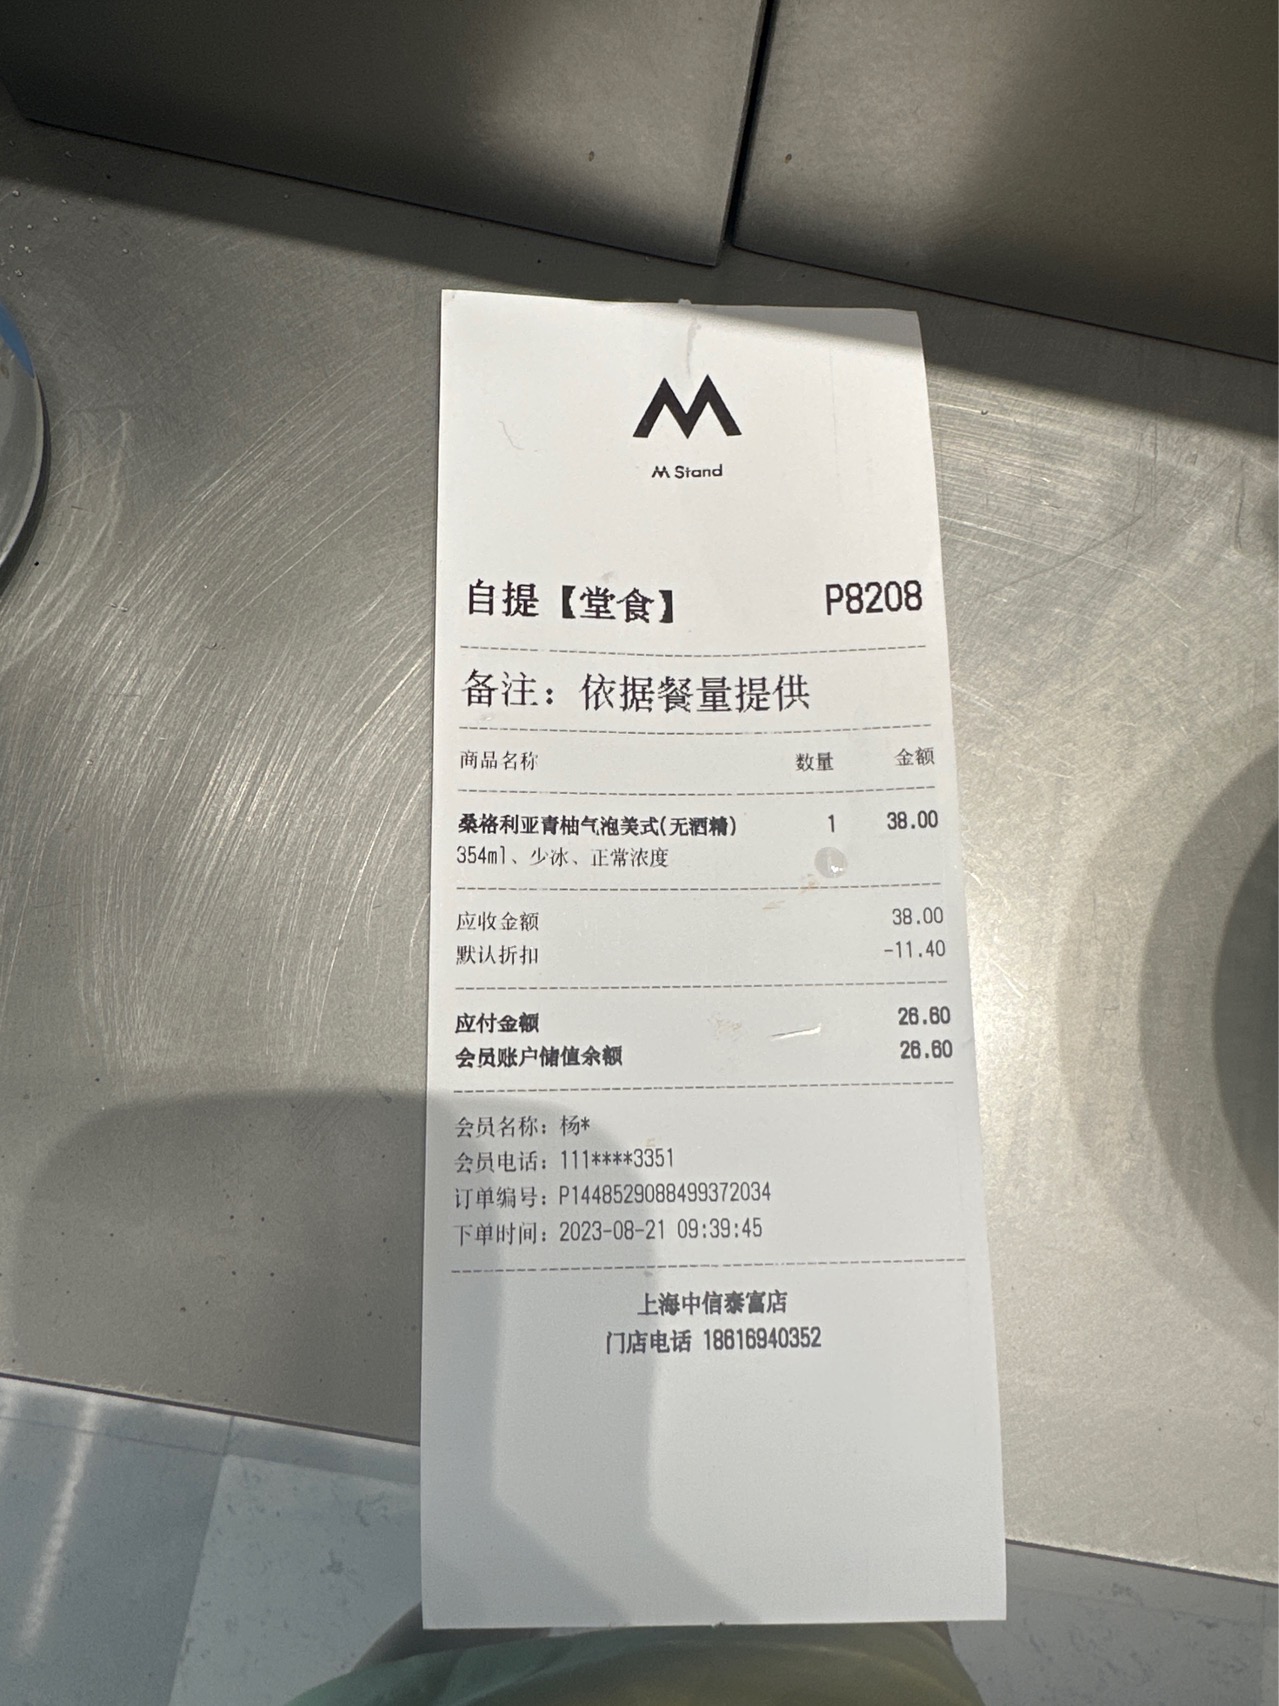 M Stand
自提【堂食】 P8208
备注：依据餐量提供
商品名称 数量 金额
桑格利亚青柚气泡美式(无酒精) 1 38.00
354ml、少冰、正常浓度
应收金额 38.00
默认折扣 -11.40
应付金额 26.60
会员账户储值余额 26.60
会员名称：杨*
会员电话：111****3351
订单编号：P1448529088499372034
下单时间：2023-08-21 09:39:45
上海中信泰富店
门店电话 18616940352